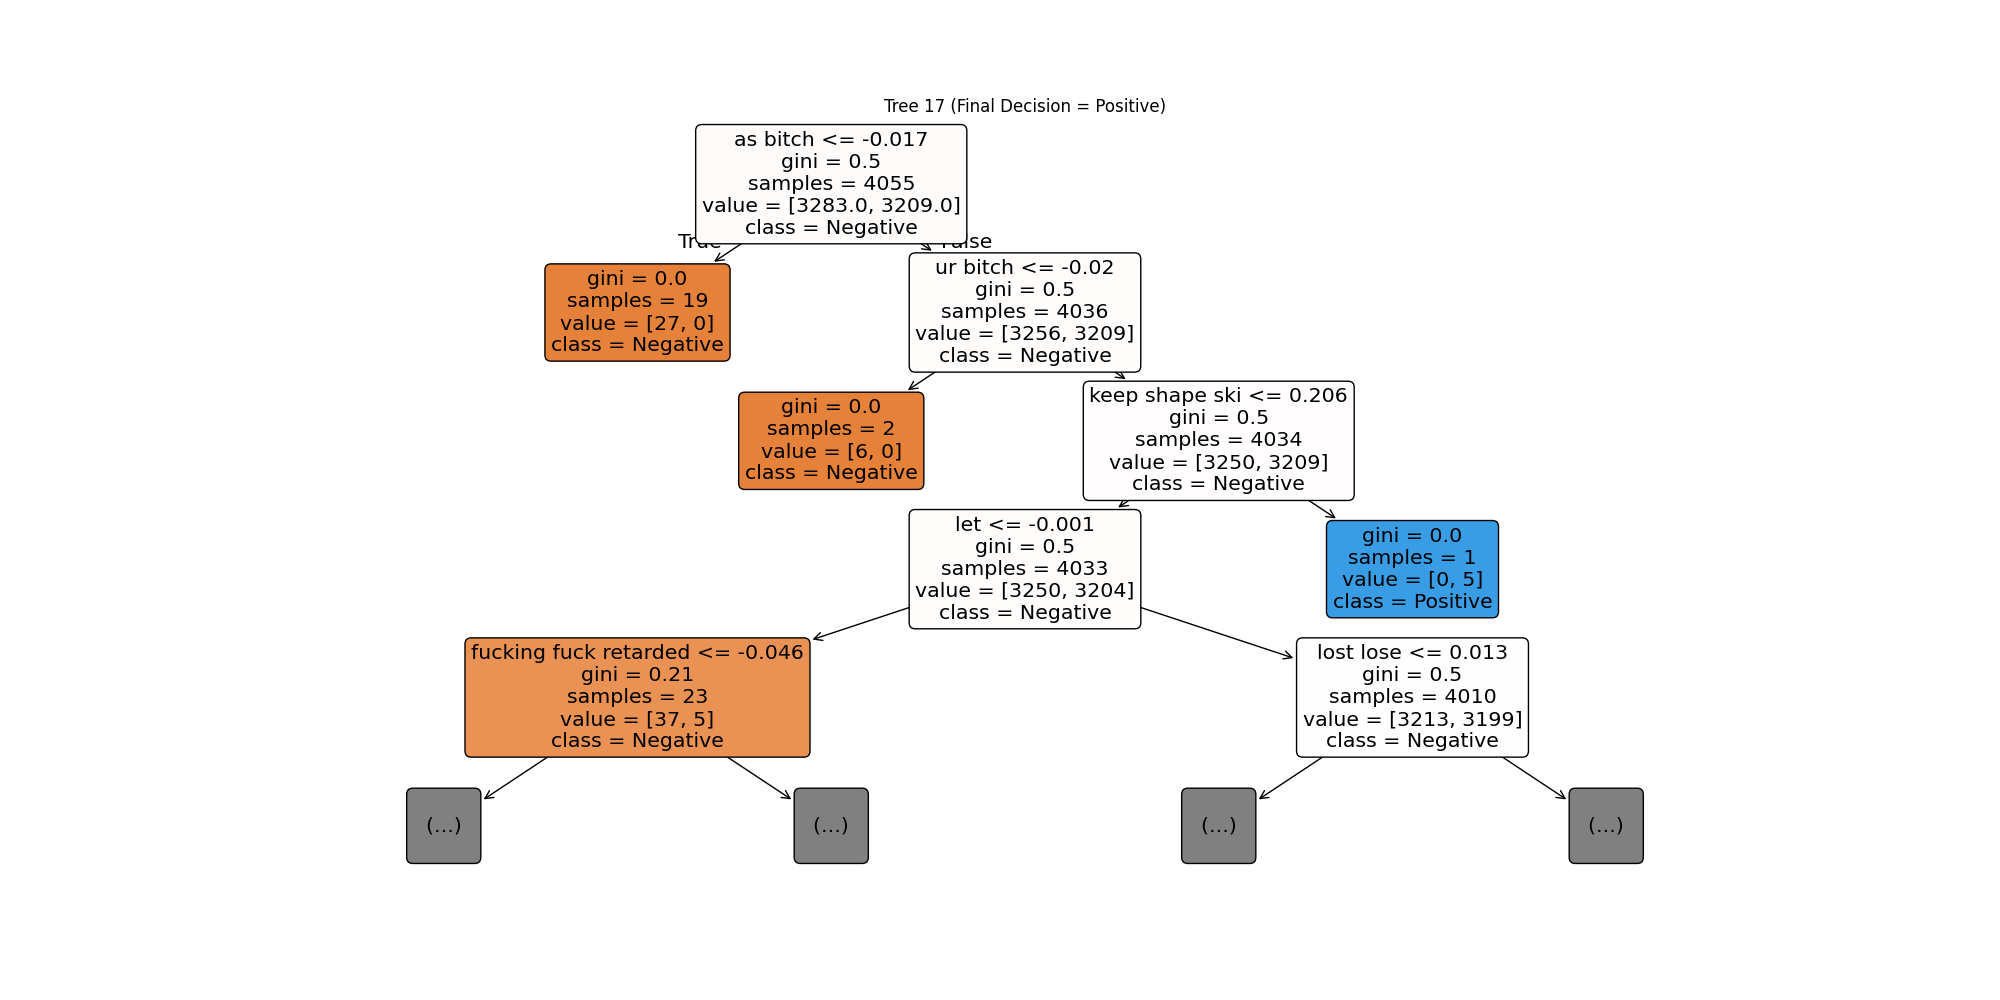 Tree 17 (Final Decision = Positive)
as bitch <= -0.017
gini = 0.5
samples = 4055
value = [3283.0, 3209.0]
class = Negative
True
False
gini = 0.0
samples = 19
value = [27, 0]
class = Negative
ur bitch <= -0.02
gini = 0.5
samples = 4036
value = [3256, 3209]
class = Negative
gini = 0.0
samples = 2
value = [6, 0]
class = Negative
keep shape ski <= 0.206
gini = 0.5
samples = 4034
value = [3250, 3209]
class = Negative
let <= -0.001
gini = 0.5
samples = 4033
value = [3250, 3204]
class = Negative
gini = 0.0
samples = 1
value = [0, 5]
class = Positive
fucking fuck retarded <= -0.046
gini = 0.21
samples = 23
value = [37, 5]
class = Negative
lost lose <= 0.013
gini = 0.5
samples = 4010
value = [3213, 3199]
class = Negative
(...)
(...)
(...)
(...)